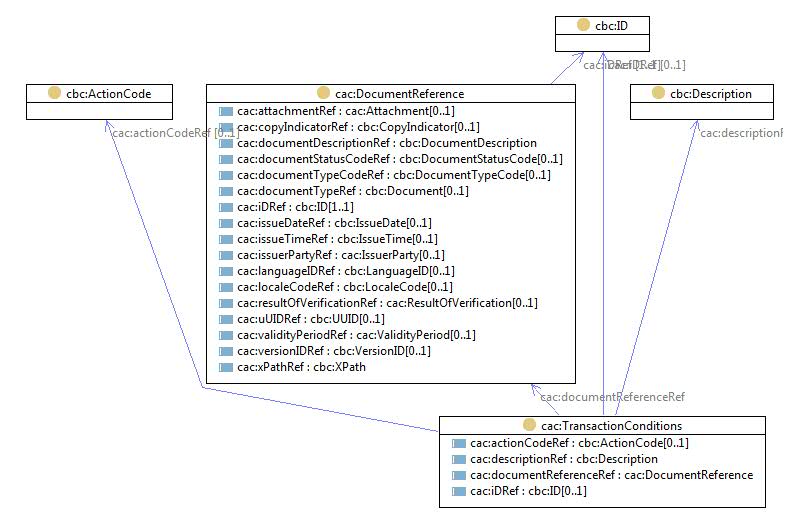 cbc:ID
cac:iDRef [0..1]
cbc:ActionCode
cac:DocumentReference
cbc:Description
cac:attachmentRef : cac:Attachment[0..1]
cac:copyIndicatorRef : cbc:CopyIndicator[0..1]
cac:actionCodeRef [0..1]
cac:descriptionR
cac:documentDescriptionRef : cbc:DocumentDescription
cac:documentStatusCodeRef : cbc:DocumentStatusCode[0..1]
cac:documentTypeCodeRef : cbc:DocumentTypeCode[0..1]
cac:documentTypeRef : cbc:Document[0..1]
cac:iDRef : cbc:ID[1..1]
cac:issueDateRef : cbc:IssueDate[0..1]
cac:issueTimeRef : cbc:IssueTime[0..1]
cac:issuerPartyRef : cac:IssuerParty[0..1]
cac:languageIDRef : cbc:LanguageID[0..1]
cac:localeCodeRef : cbc:LocaleCode[0..1]
cac:resultOfVerificationRef : cac:ResultOfVerification[0..1]
cac:uUIDRef : cbc:UUID[0..1]
cac:validityPeriodRef : cac:ValidityPeriod[0..1]
cac:versionIDRef : cbc:VersionID[0..1]
cac:xPathRef : cbc:XPath
cac:documentReferenceRef
cac:TransactionConditions
cac:actionCodeRef : cbc:ActionCode[0..1]
cac:descriptionRef : cbc:Description
cac:documentReferenceRef : cac:DocumentReference
cac:iDRef : cbc:ID[0..1]